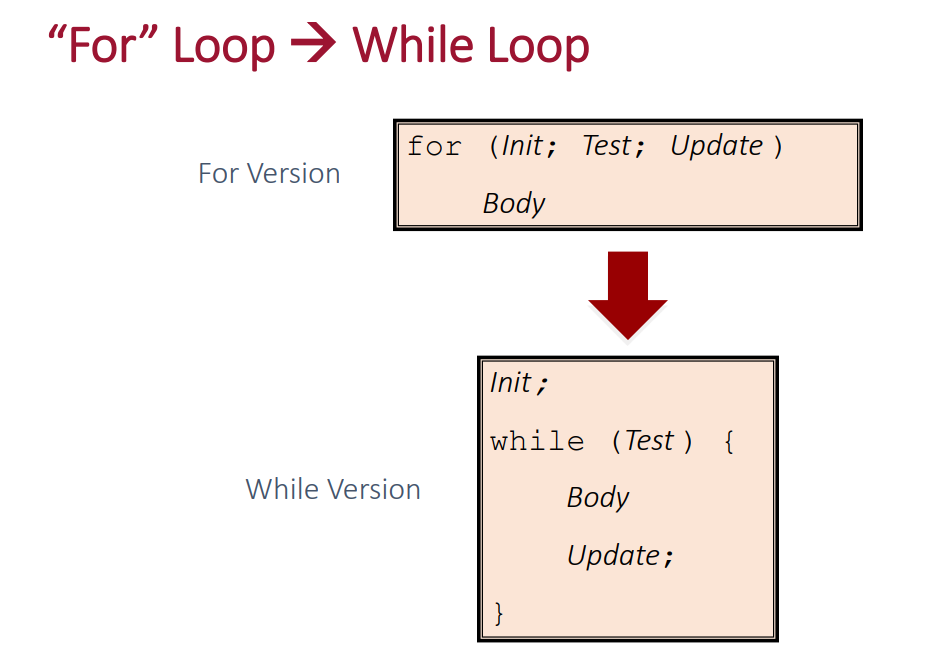 “For” Loop → While Loop
For Version
for (Init; Test; Update )
Body
Init;
while (Test ) {
While Version
Body
Update;
}